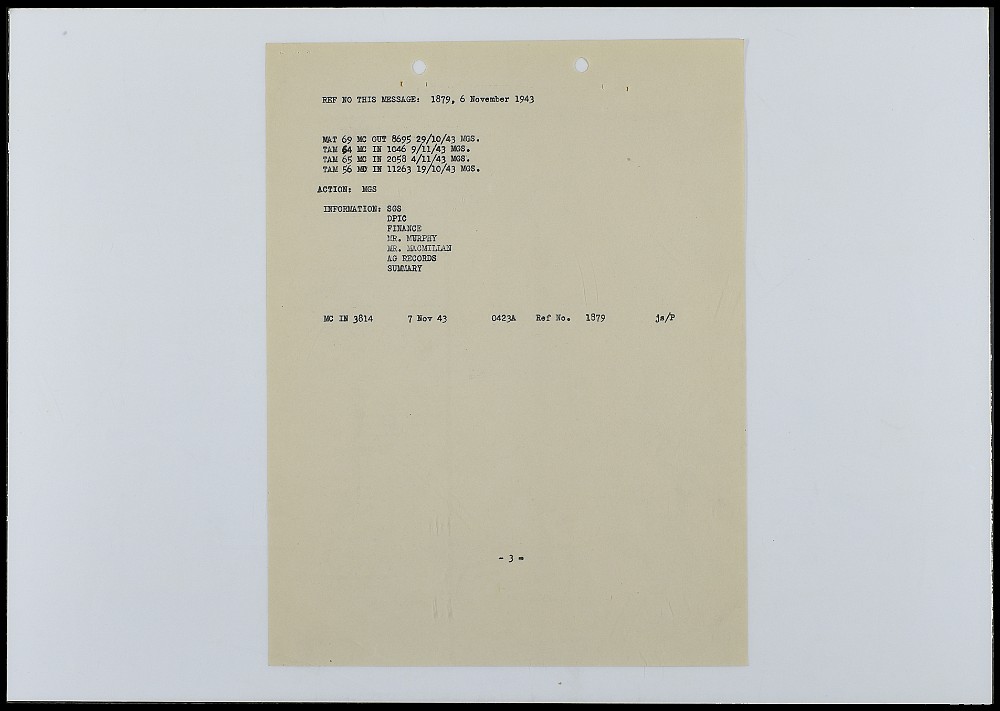 REF NO THIS MESSAGE: 1879, 6 November 1943
MAT 69 MC OUT 8695 29/10/43 MGS.
TAM 64 MC IN 1046 9/11/43 MGS.
TAM 65 MC IN 2058 4/11/43 MGS.
TAM 56 MD IN 11263 19/10/43 MGS.
ACTION: MGS
INFORMATION: SGS
DPIC
FINANCE
MR. MURPHY
MR. MACMILLAN
AG RECORDS
SUMMARY
MC IN 3814 7 Nov 43 0423A Ref No. 1879 js/P
- 3 =